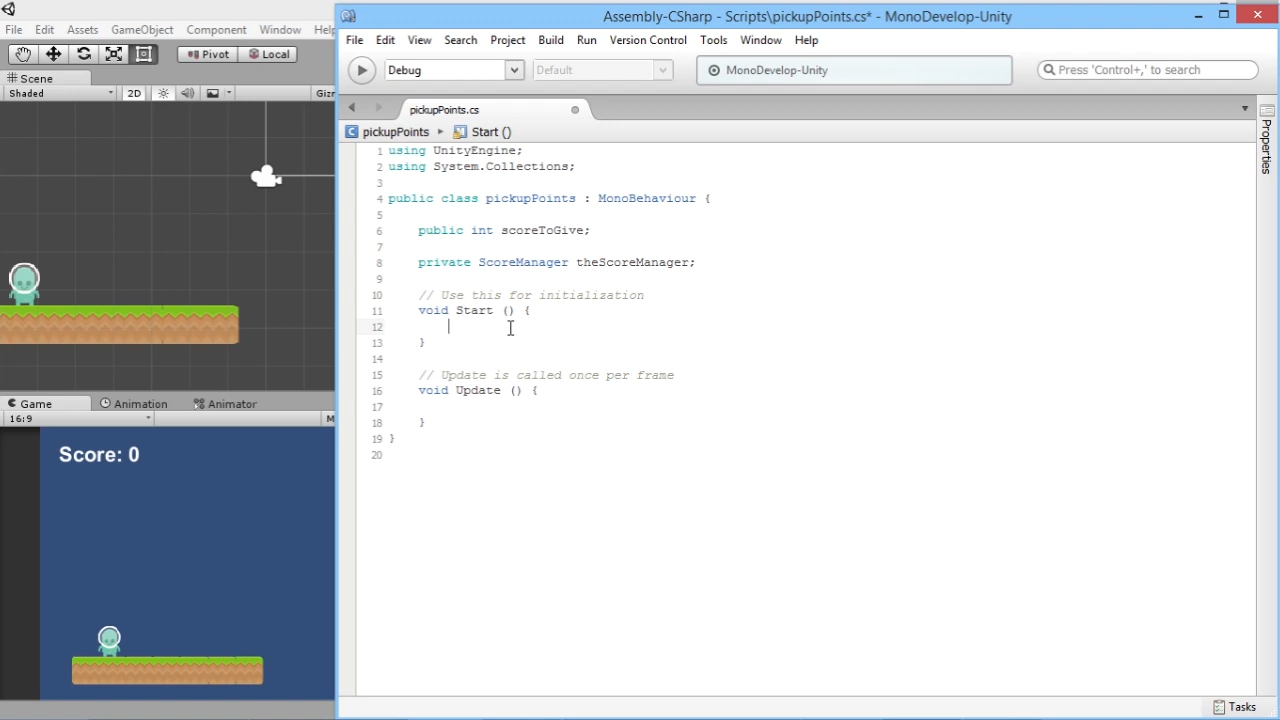 Assembly-CSharp - Scripts\pickupPoints.cs* - MonoDevelop-Unity
File Edit Assets GameObject Component Window Help
File Edit View Search Project Build Run Version Control Tools Window Help
Pivot Local
Debug Default MonoDevelop-Unity Press 'Control+,' to search
Scene
Shaded 2D
pickupPoints.cs
pickupPoints Start ()
Properties
1 using UnityEngine;
2 using System.Collections;
3
4 public class pickupPoints : MonoBehaviour {
5
6 public int scoreToGive;
7
8 private ScoreManager theScoreManager;
9
10 // Use this for initialization
11 void Start () {
12
13 }
14
15 // Update is called once per frame
16 void Update () {
17
18 }
19 }
20
Game Animation Animator
16:9
Score: 0
Tasks